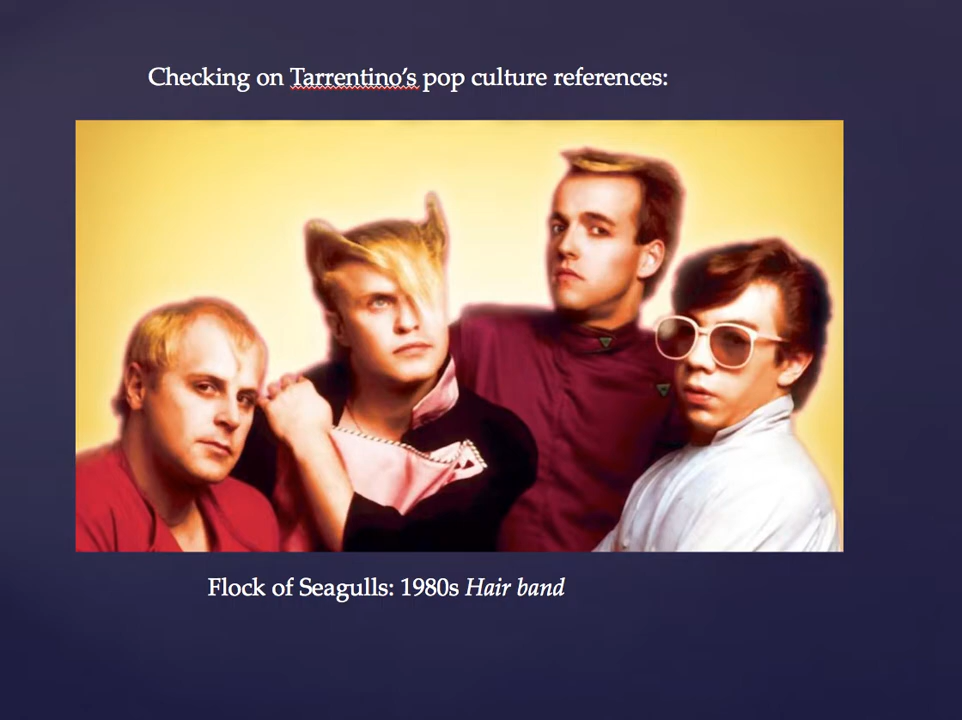 Checking on Tarrentino’s pop culture references:
Flock of Seagulls: 1980s Hair band